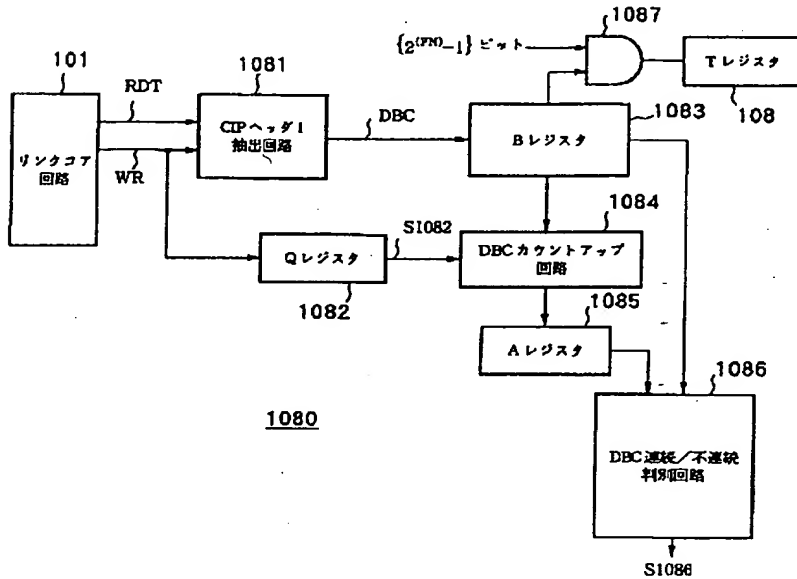 1087
{2^(FN)-1} ビット
Tレジスタ
108
101
RDT
1081
CIPヘッダ1
抽出回路
DBC
1083
Bレジスタ
リンクコア
回路
WR
1084
S1082
Qレジスタ
1082
DBCカウントアップ
回路
1085
Aレジスタ
1086
1080
DBC連続/不連続
判別回路
S1086